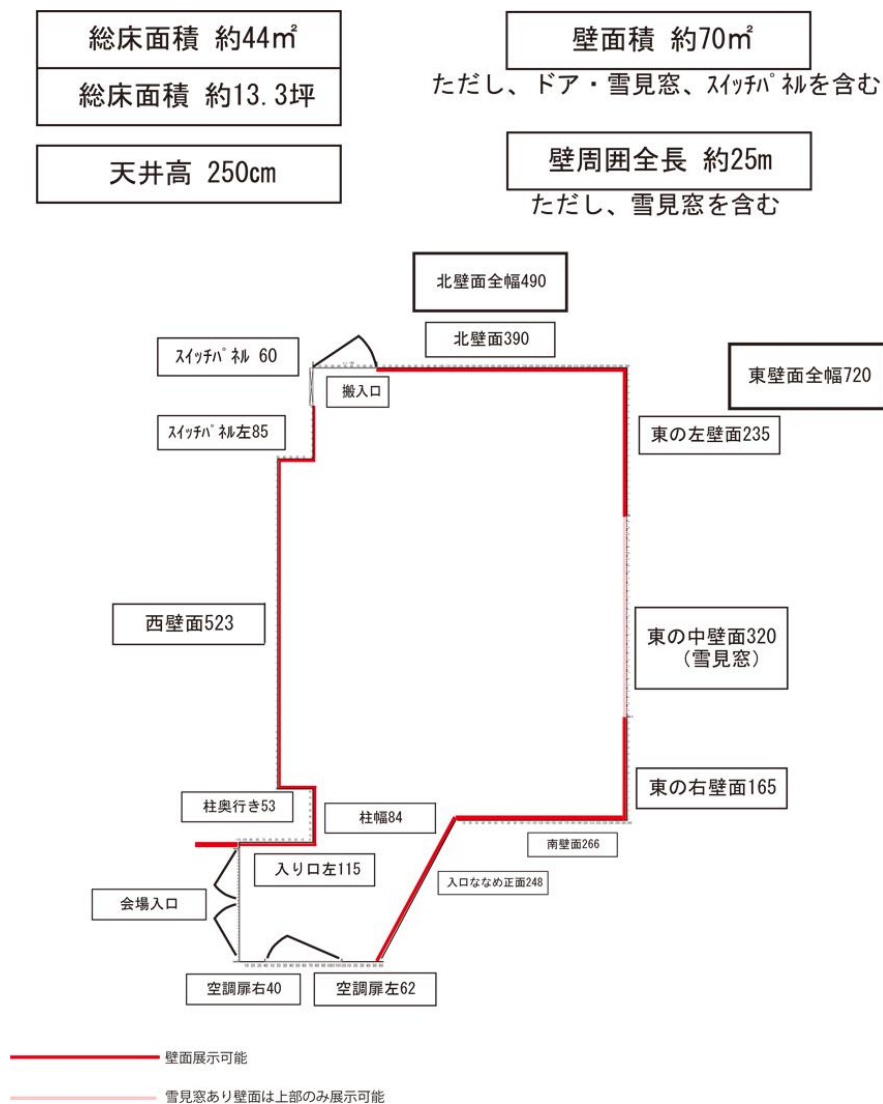 総床面積 約44㎡
総床面積 約13.3坪
天井高 250cm
壁面積 約70㎡
ただし、ドア・雪見窓、スイッチパネルを含む
壁周囲全長 約25m
ただし、雪見窓を含む
北壁面全幅490
北壁面390
スイッチパネル 60
搬入口
東壁面全幅720
スイッチパネル左85
東の左壁面235
西壁面523
東の中壁面320
(雪見窓)
東の右壁面165
柱奥行き53
柱幅84
南壁面266
入り口左115
入口ななめ正面248
会場入口
空調扉右40
空調扉左62
壁面展示可能
雪見窓あり壁面は上部のみ展示可能